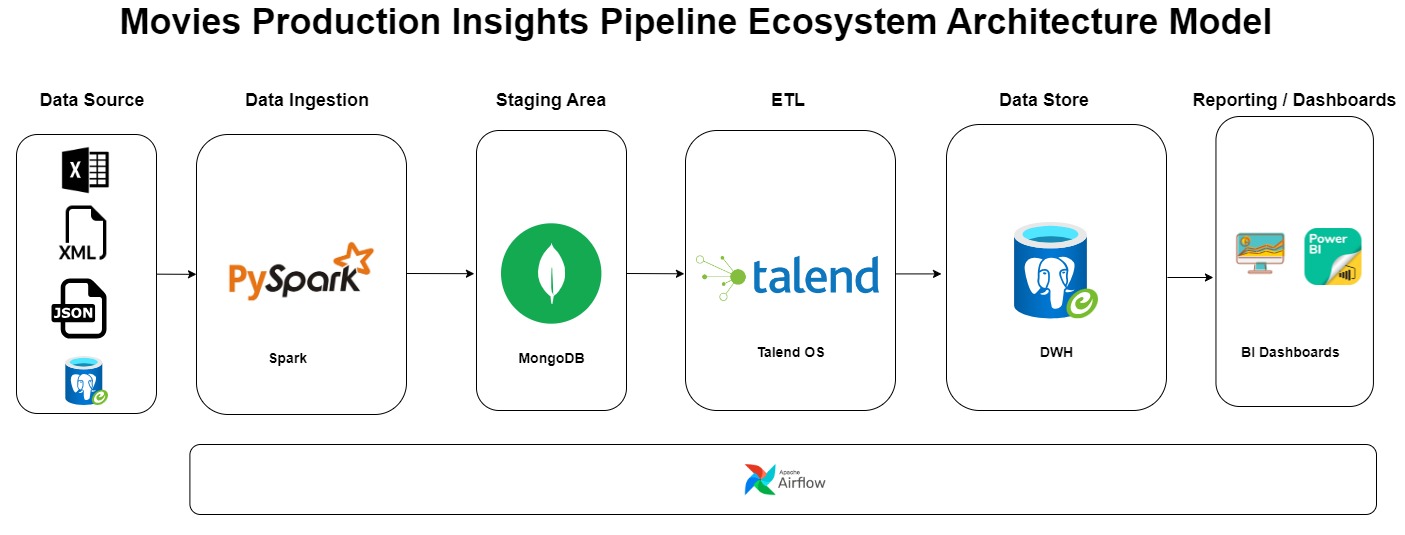 Movies Production Insights Pipeline Ecosystem Architecture Model
Data Source
Data Ingestion
Staging Area
ETL
Data Store
Reporting / Dashboards
X
XML
JSON
PySpark
Spark
MongoDB
talend
Talend OS
DWH
Power
BI
BI Dashboards
Apache
Airflow